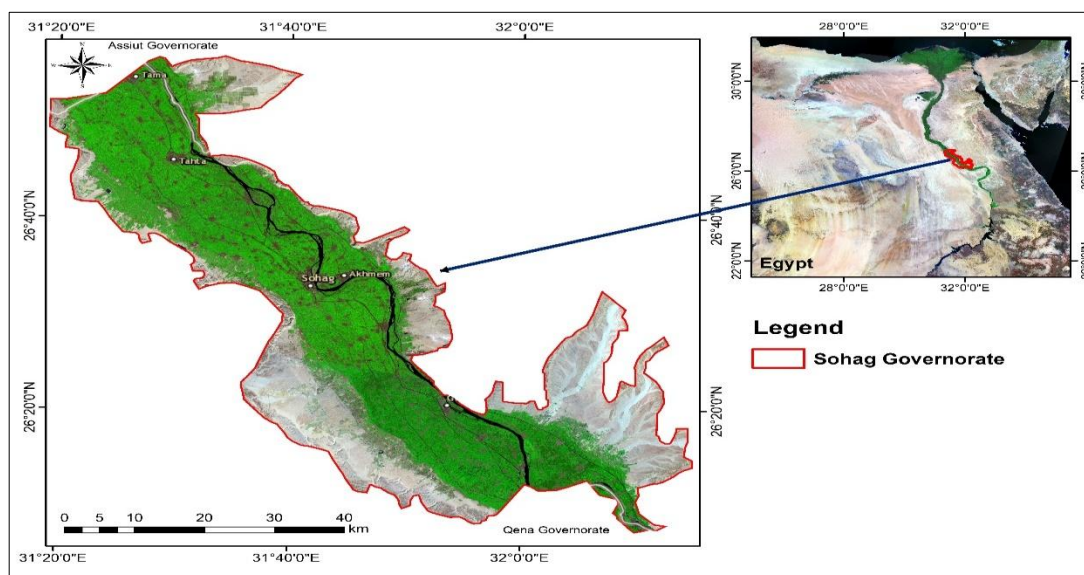 31°20'0"E
31°40'0"E
32°0'0"E
Assiut Governorate
N
Tama
Tahta
26°40'0"N
26°40'0"N
Sohag
Akhmem
26°20'0"N
26°20'0"N
0 5 10 20 30 40
km
Qena Governorate
31°20'0"E
31°40'0"E
32°0'0"E
28°0'0"E
32°0'0"E
30°0'0"N
26°0'0"N
22°0'0"N
Egypt
28°0'0"E
32°0'0"E
Legend
Sohag Governorate